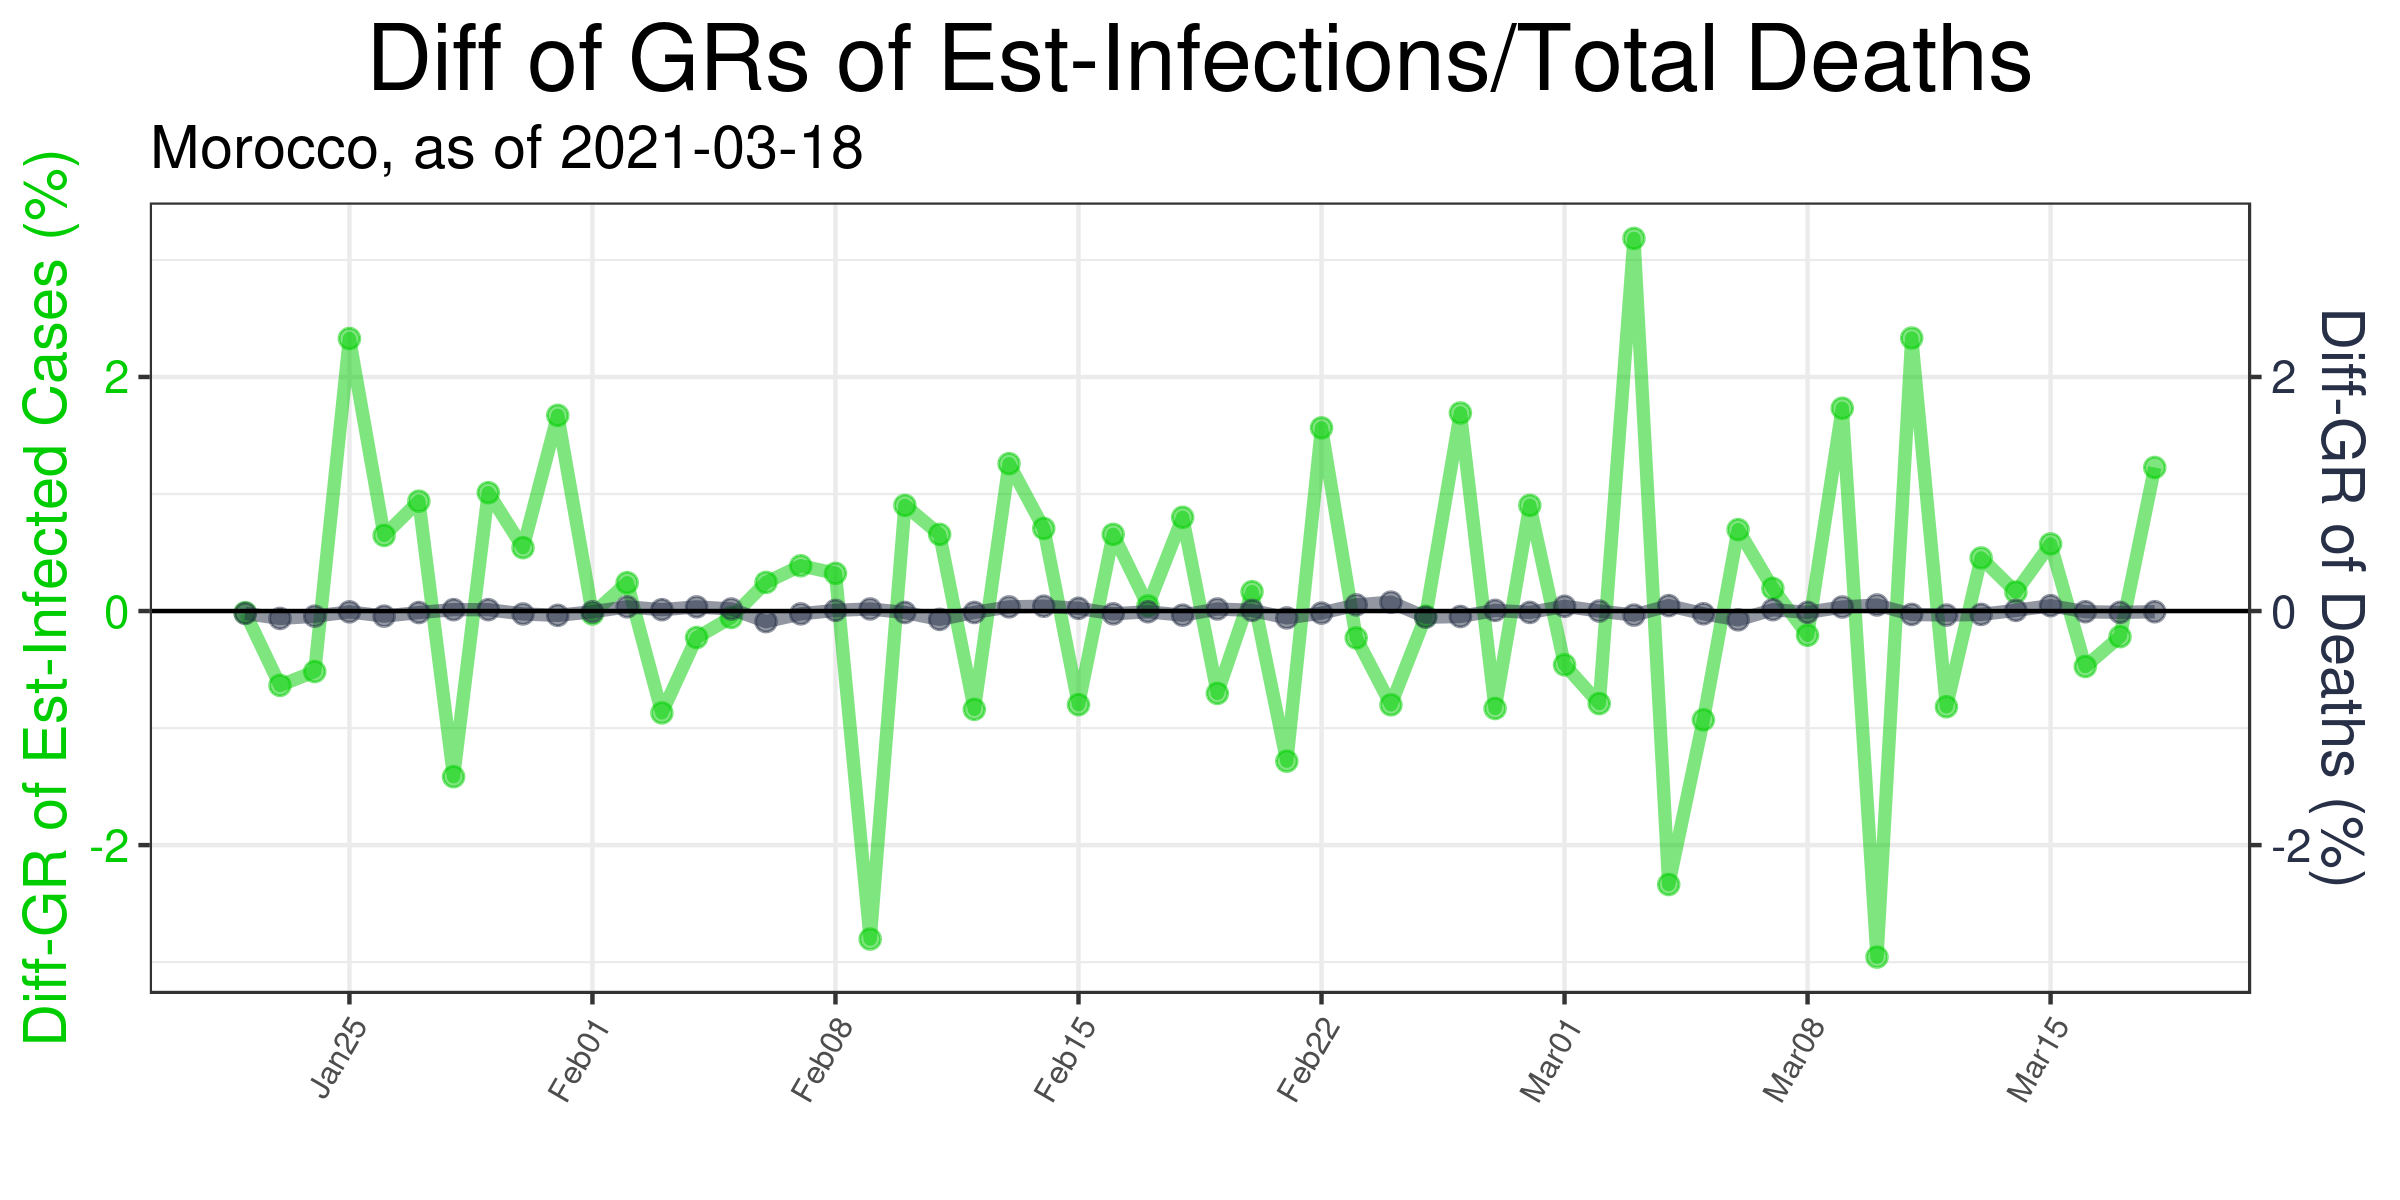 Diff of GRs of Est-Infections/Total Deaths
Morocco, as of 2021-03-18
Diff-GR of Est-Infected Cases (%)
2
0
-2
2
0
-2
Diff-GR of Deaths (%)
Jan25
Feb01
Feb08
Feb15
Feb22
Mar01
Mar08
Mar15